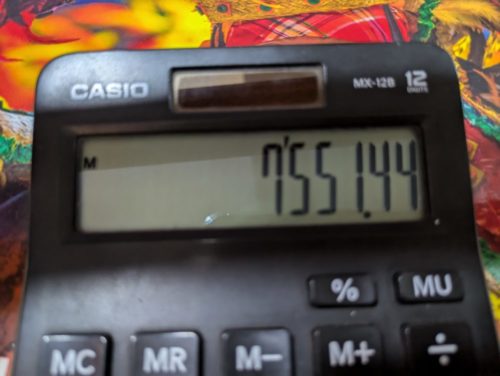 CASIO MX-12B 12
DIGITS
M 7'551.44
% MU
MC MR M− M+ ÷